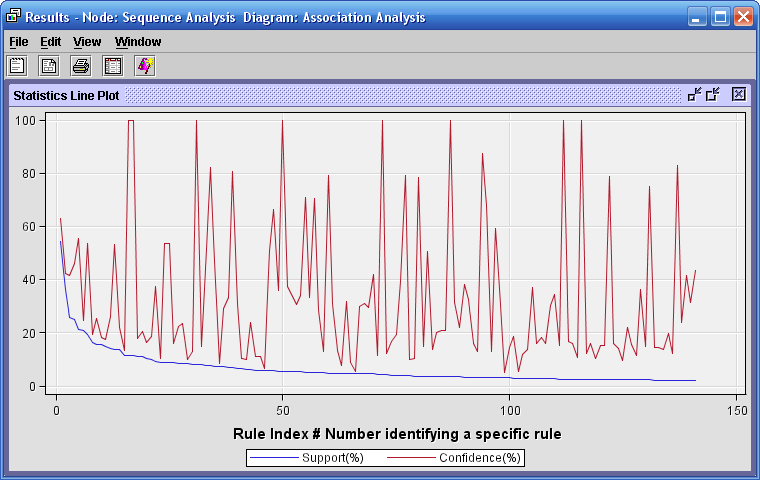 Results - Node: Sequence Analysis  Diagram: Association Analysis
File Edit View Window
Statistics Line Plot
100
80
60
40
20
0
0 50 100 150
Rule Index # Number identifying a specific rule
Support(%) Confidence(%)